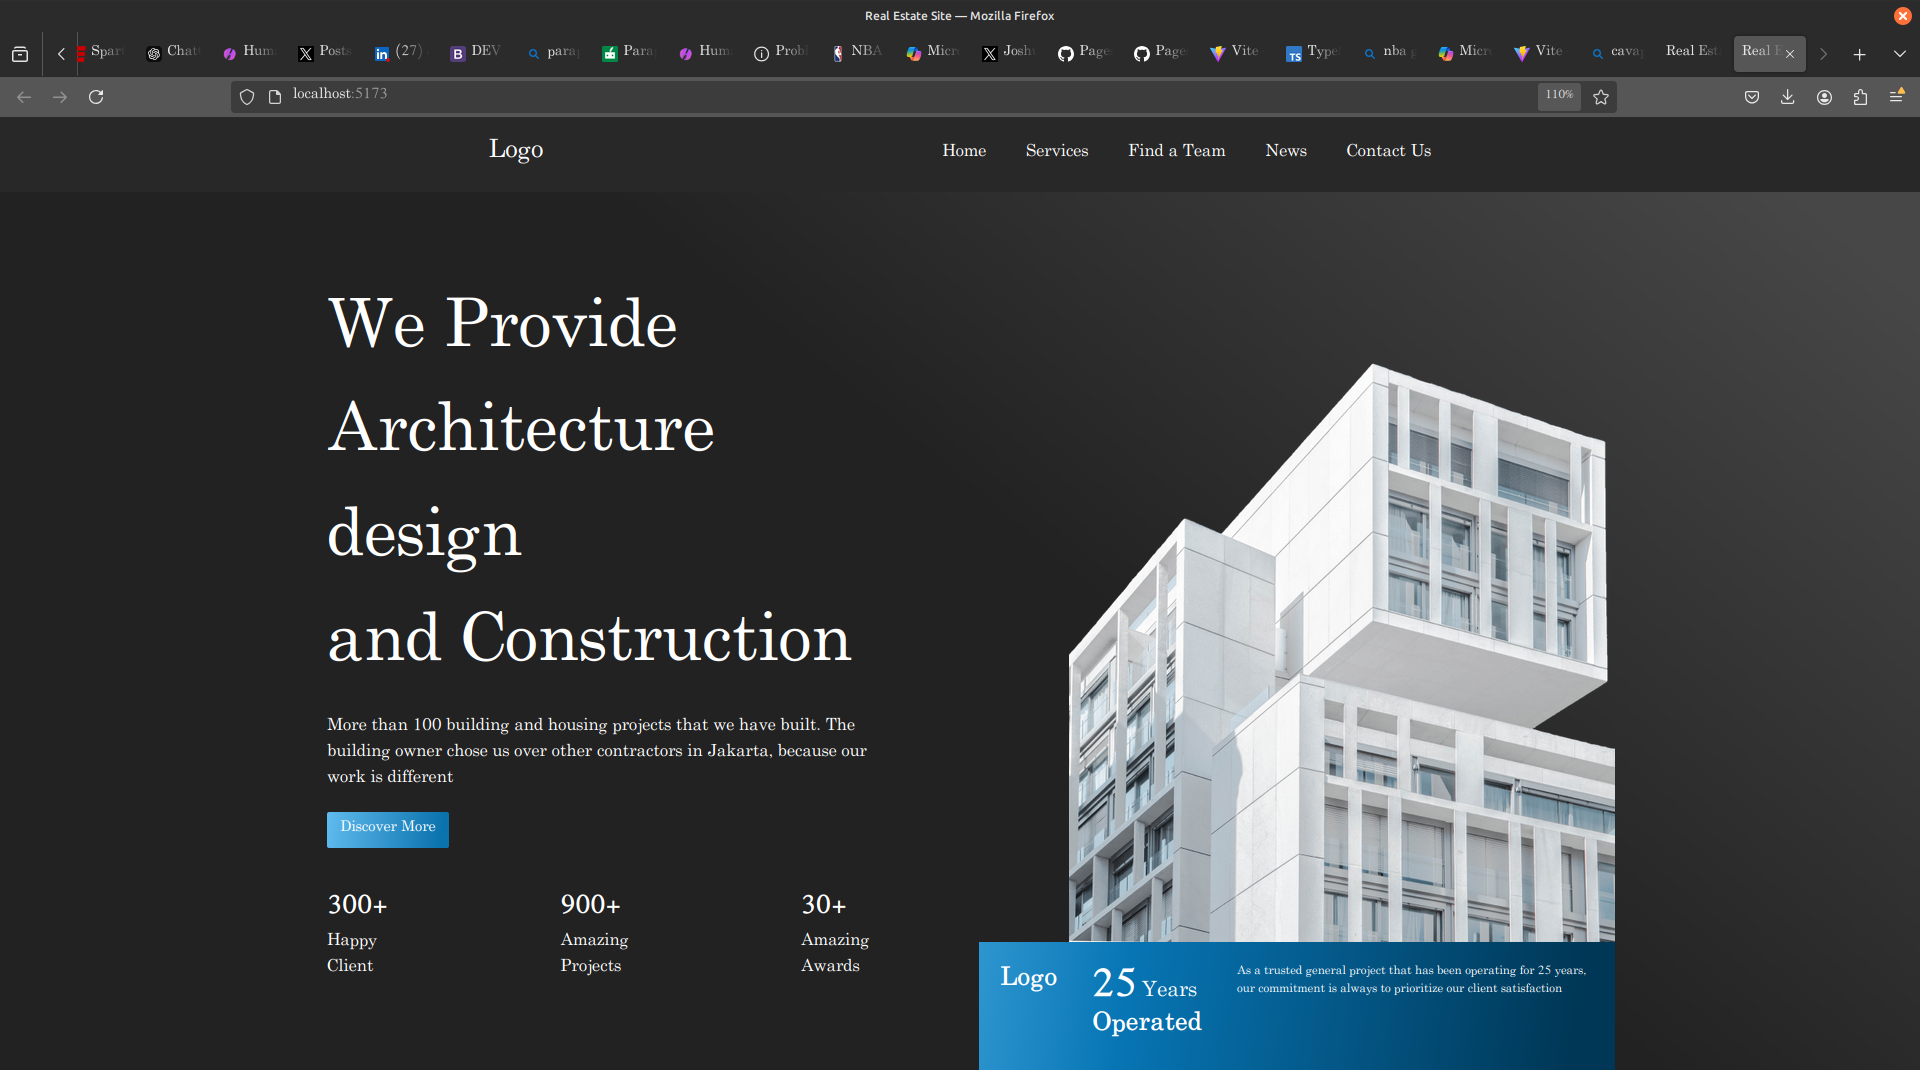 Real Estate Site — Mozilla Firefox
Spar Chat Hum Posts (27) DEV para Para Hum Probl NBA Micr Josh Page Page Vite Type nba Micr Vite cava Real Est Real
localhost:5173 110%
Logo Home Services Find a Team News Contact Us
We Provide
Architecture
design
and Construction
More than 100 building and housing projects that we have built. The
building owner chose us over other contractors in Jakarta, because our
work is different
Discover More
300+ 900+ 30+
Happy Amazing Amazing
Client Projects Awards
Logo
25 Years
Operated
As a trusted general project that has been operating for 25 years,
our commitment is always to prioritize our client satisfaction